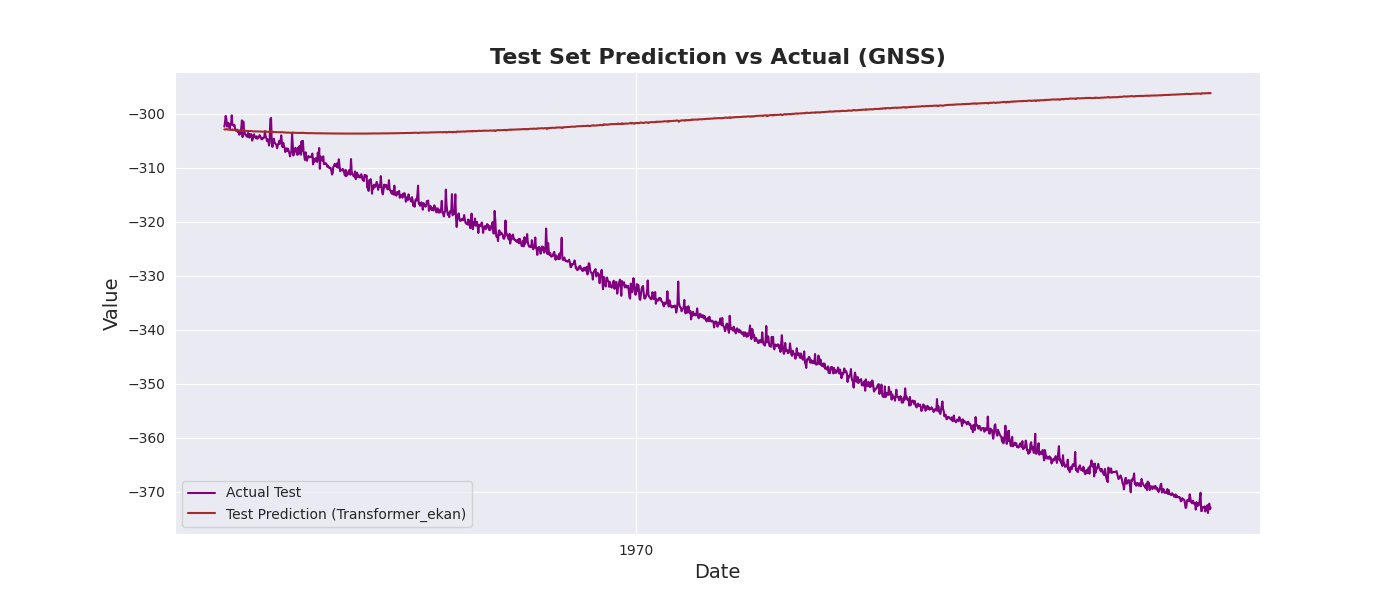 Test Set Prediction vs Actual (GNSS)
Value
−300
−310
−320
−330
−340
−350
−360
−370
Actual Test
Test Prediction (Transformer_ekan)
1970
Date